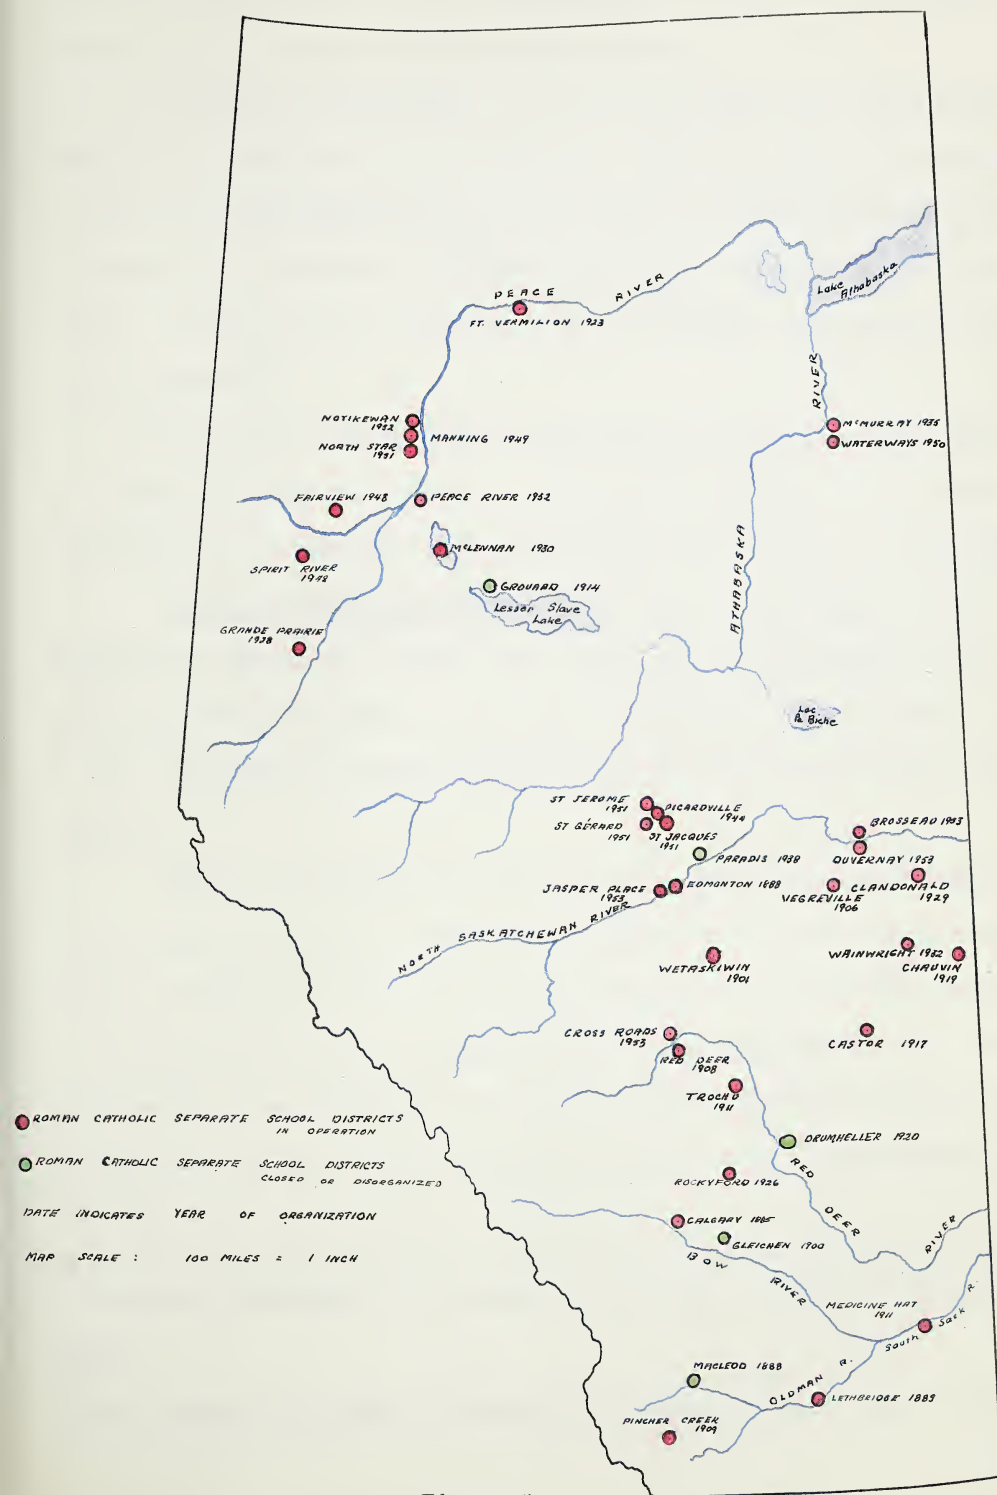 PEACE RIVER
FT. VERMILION 1923
Lake
Athabaska
RIVER
NOTIKEWAN
1952
MANNING 1949
NORTH STAR
1951
McMURRAY 1936
WATERWAYS 1950
FAIRVIEW 1948
PEACE RIVER 1952
McLENNAN 1930
SPIRIT RIVER
1948
GROUARD 1914
Lesser Slave
Lake
ATHABASKA
GRANDE PRAIRIE
1928
Lac
La Biche
ST JEROME
1951
PICARDVILLE
1944
ST GÉRARD
1951
ST JACQUES
1951
BROSSEAU 1953
PARADIS 1938
DUVERNAY 1953
JASPER PLACE
1953
EDMONTON 1888
VEGREVILLE
1906
CLANDONALD
1929
NORTH SASKATCHEWAN RIVER
WETASKIWIN
1901
WAINWRIGHT 1932
CHAUVIN
1919
CROSS ROADS
1953
RED DEER
1908
CASTOR 1917
TROCHU
1911
ROMAN CATHOLIC SEPARATE SCHOOL DISTRICTS
IN OPERATION
DRUMHELLER 1920
ROMAN CATHOLIC SEPARATE SCHOOL DISTRICTS
CLOSED OR DISORGANIZED
RED DEER RIVER
ROCKYFORD 1926
DATE INDICATES YEAR OF ORGANIZATION
CALGARY 1885
GLEICHEN 1900
MAP SCALE : 100 MILES = 1 INCH
BOW RIVER
MEDICINE HAT
1911
South Sask R.
MACLEOD 1888
OLDMAN R.
LETHBRIDGE 1889
PINCHER CREEK
1909